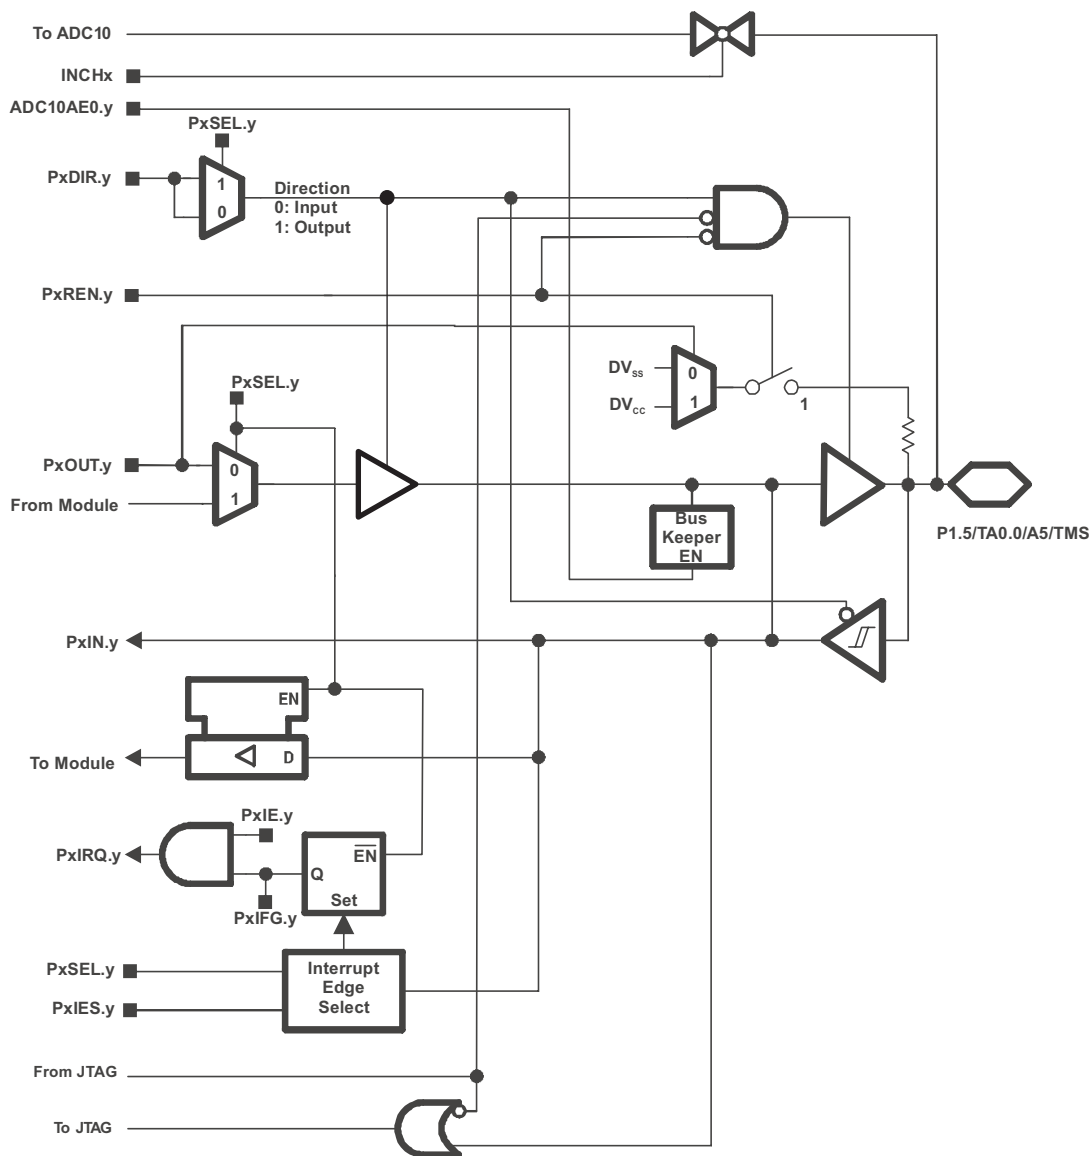 To ADC10
INCHx
ADC10AE0.y
PxSEL.y
PxDIR.y
1
0
Direction
0: Input
1: Output
PxREN.y
DVSS
0
DVCC
1
1
PxSEL.y
PxOUT.y
0
1
From Module
Bus
Keeper
EN
P1.5/TA0.0/A5/TMS
PxIN.y
EN
D
To Module
PxIE.y
PxIRQ.y
EN
Q
Set
PxIFG.y
PxSEL.y
PxIES.y
Interrupt
Edge
Select
From JTAG
To JTAG